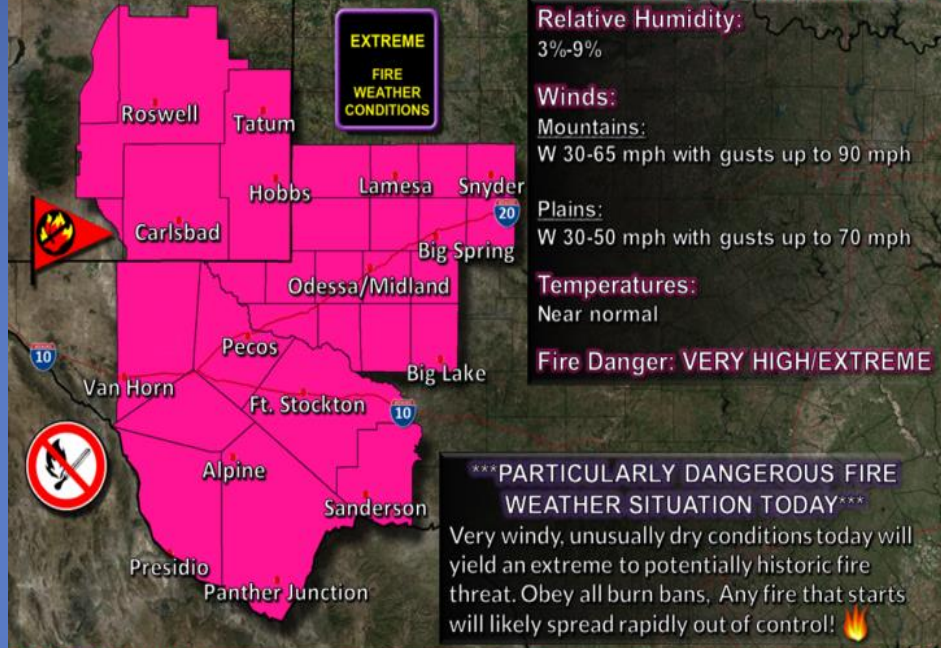 EXTREME
FIRE
WEATHER
CONDITIONS
Roswell
Tatum
Hobbs
Lamesa
Snyder
20
Carlsbad
Big Spring
Odessa/Midland
Pecos
10
Van Horn
Big Lake
Ft. Stockton
10
Alpine
Sanderson
Presidio
Panther Junction
Relative Humidity:
3%-9%
Winds:
Mountains:
W 30-65 mph with gusts up to 90 mph
Plains:
W 30-50 mph with gusts up to 70 mph
Temperatures:
Near normal
Fire Danger: VERY HIGH/EXTREME
***PARTICULARLY DANGEROUS FIRE
WEATHER SITUATION TODAY***
Very windy, unusually dry conditions today will
yield an extreme to potentially historic fire
threat. Obey all burn bans, Any fire that starts
will likely spread rapidly out of control!